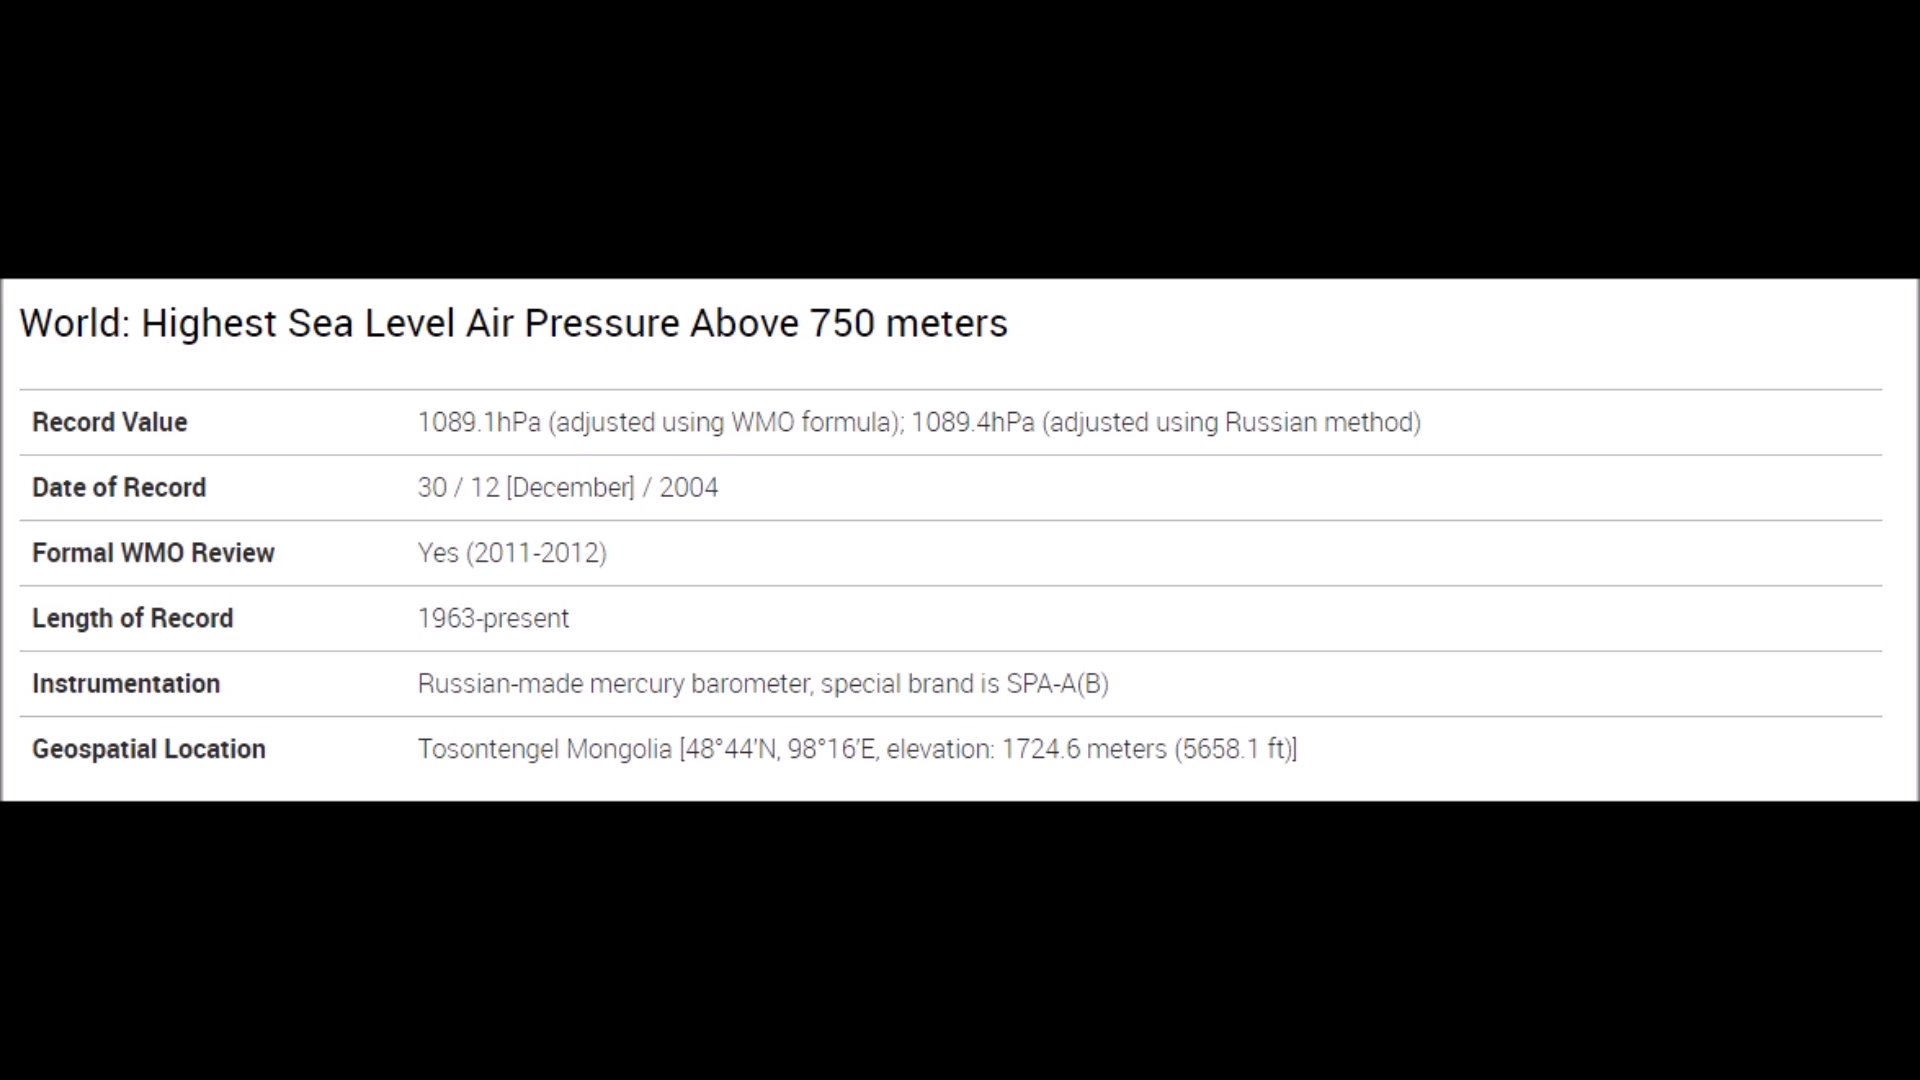 World: Highest Sea Level Air Pressure Above 750 meters
Record Value 1089.1hPa (adjusted using WMO formula); 1089.4hPa (adjusted using Russian method)
Date of Record 30 / 12 [December] / 2004
Formal WMO Review Yes (2011-2012)
Length of Record 1963-present
Instrumentation Russian-made mercury barometer, special brand is SPA-A(B)
Geospatial Location Tosontengel Mongolia [48°44'N, 98°16'E, elevation: 1724.6 meters (5658.1 ft)]